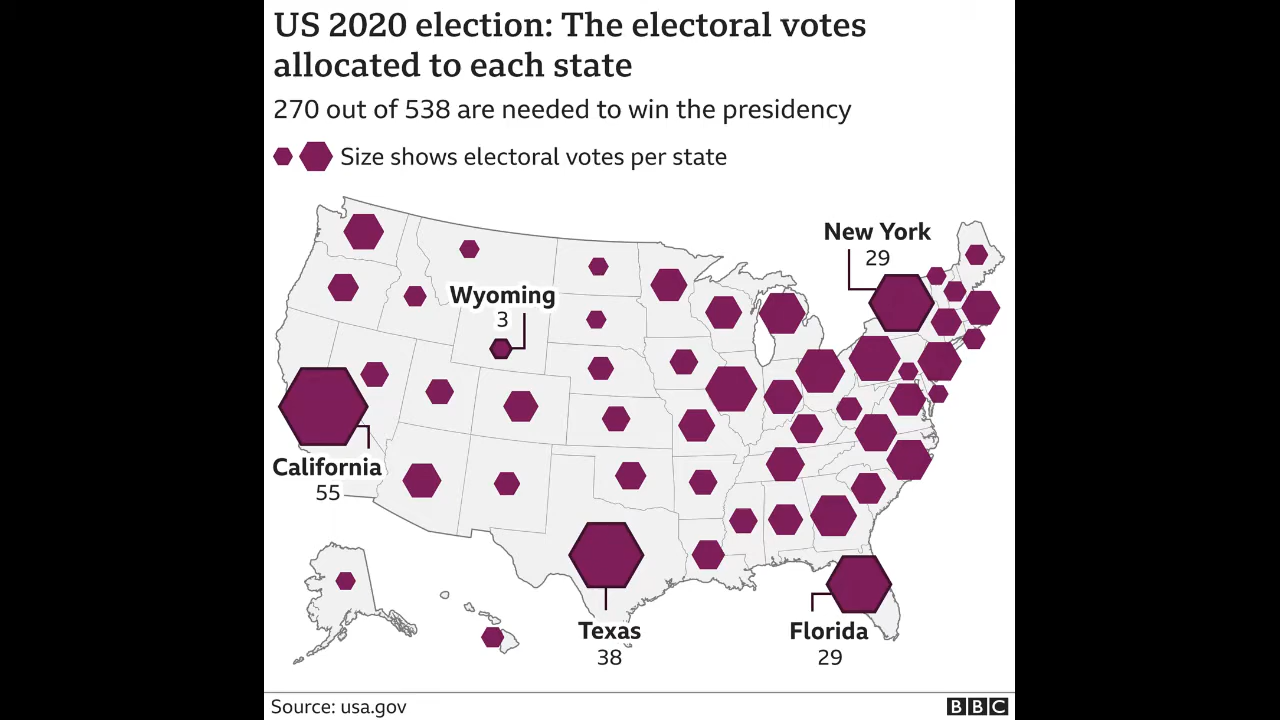 US 2020 election: The electoral votes
allocated to each state
270 out of 538 are needed to win the presidency
Size shows electoral votes per state
New York
29
Wyoming
3
California
55
Texas
38
Florida
29
Source: usa.gov
BBC